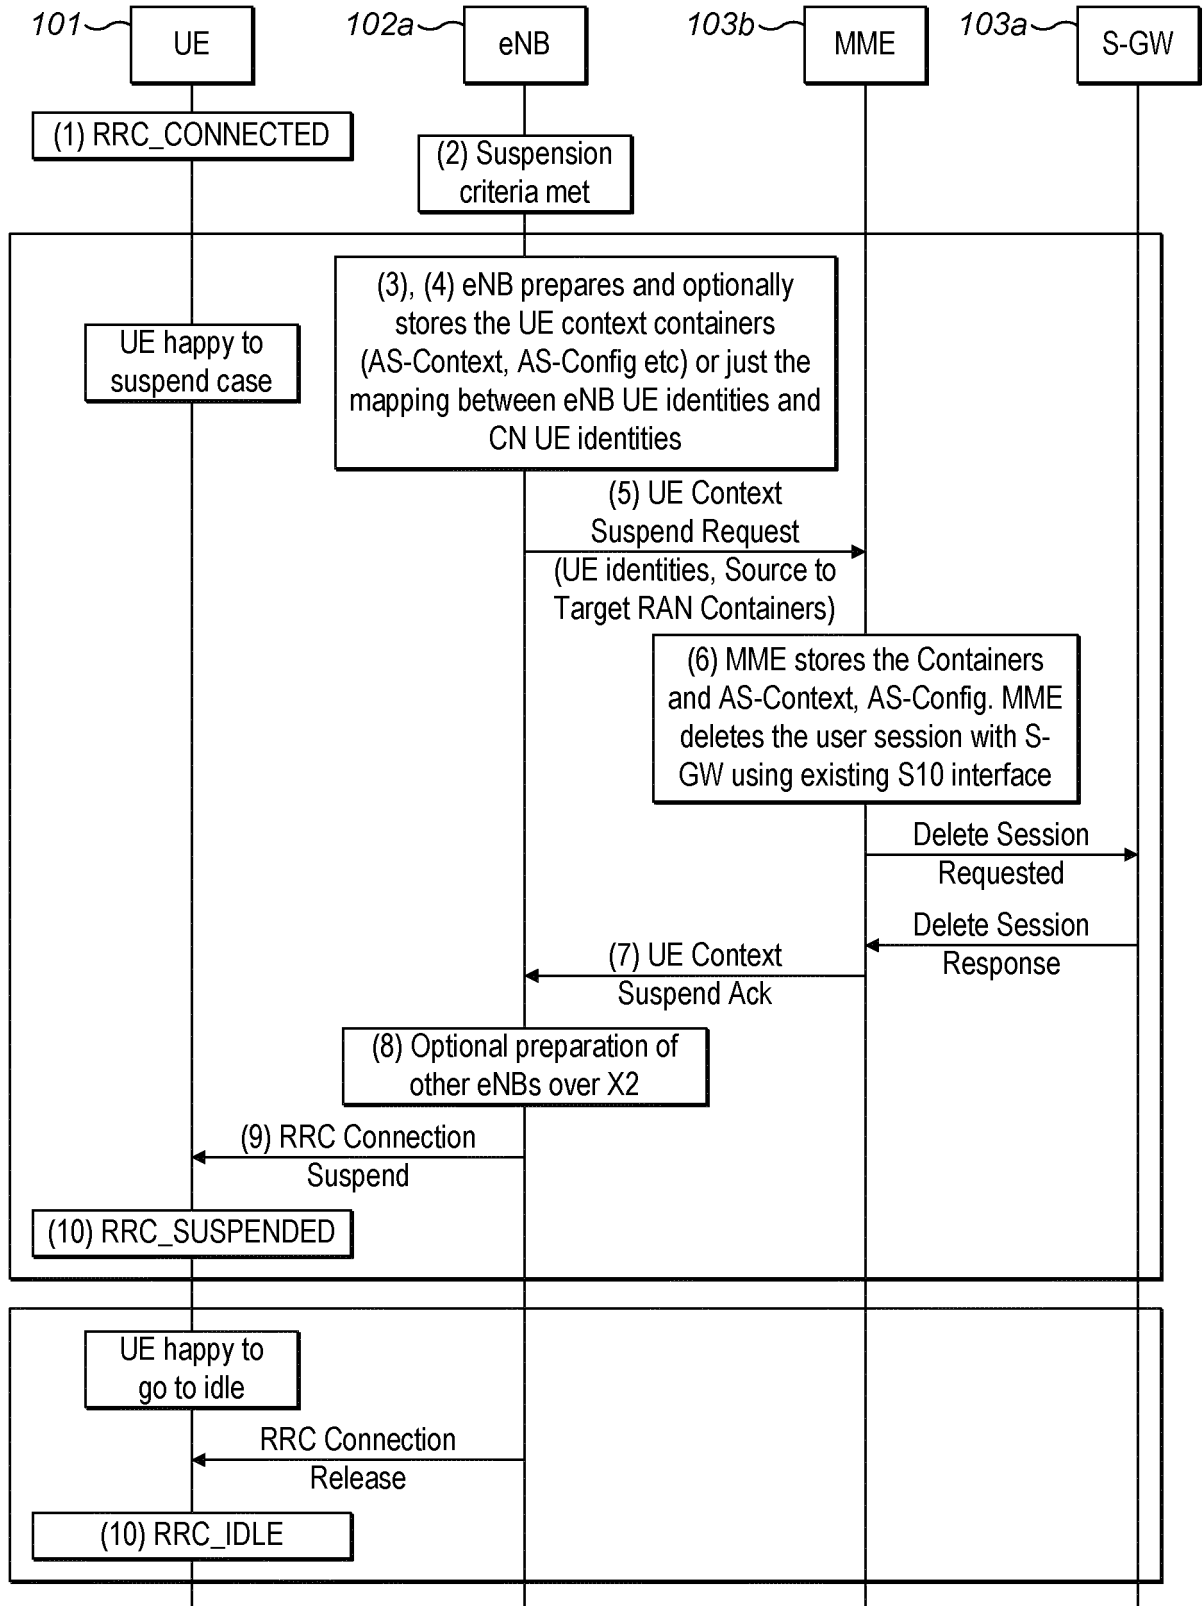 101
UE
102a
eNB
103b
MME
103a
S-GW
(1) RRC_CONNECTED
(2) Suspension
criteria met
(3), (4) eNB prepares and optionally
stores the UE context containers
(AS-Context, AS-Config etc) or just the
mapping between eNB UE identities and
CN UE identities
UE happy to
suspend case
(5) UE Context
Suspend Request
(UE identities, Source to
Target RAN Containers)
(6) MME stores the Containers
and AS-Context, AS-Config. MME
deletes the user session with S-
GW using existing S10 interface
Delete Session
Requested
Delete Session
Response
(7) UE Context
Suspend Ack
(8) Optional preparation of
other eNBs over X2
(9) RRC Connection
Suspend
(10) RRC_SUSPENDED
UE happy to
go to idle
RRC Connection
Release
(10) RRC_IDLE